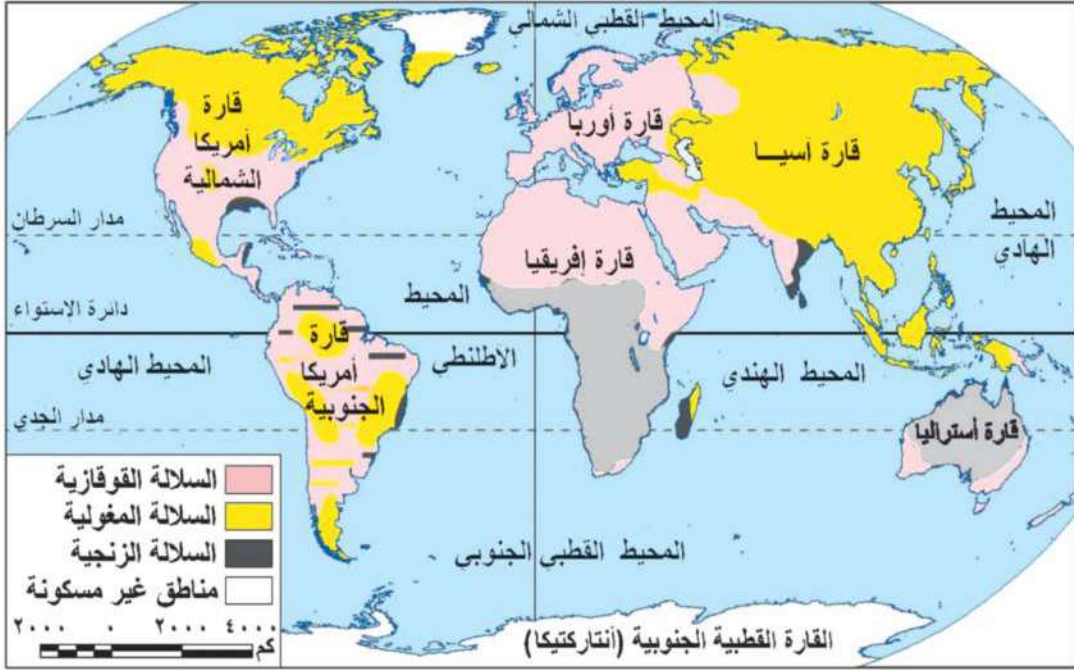 المحيط القطبي الشمالي
قارة
أمريكا
الشمالية
قارة أوربا
قارة أسيـــا
مدار السرطان
المحيط
الهادي
قارة إفريقيا
المحيط
دائرة الاستواء
قارة
الاطلنطي
المحيط الهندي
المحيط الهادي
أمريكا
الجنوبية
مدار الجدي
قارة أستراليا
السلالة القوقازية
السلالة المغولية
السلالة الزنجية
مناطق غير مسكونة
٢٠٠٠ ٠ ٢٠٠٠ ٤٠٠٠
كم
المحيط القطبي الجنوبي
القارة القطبية الجنوبية (أنتاركتيكا)